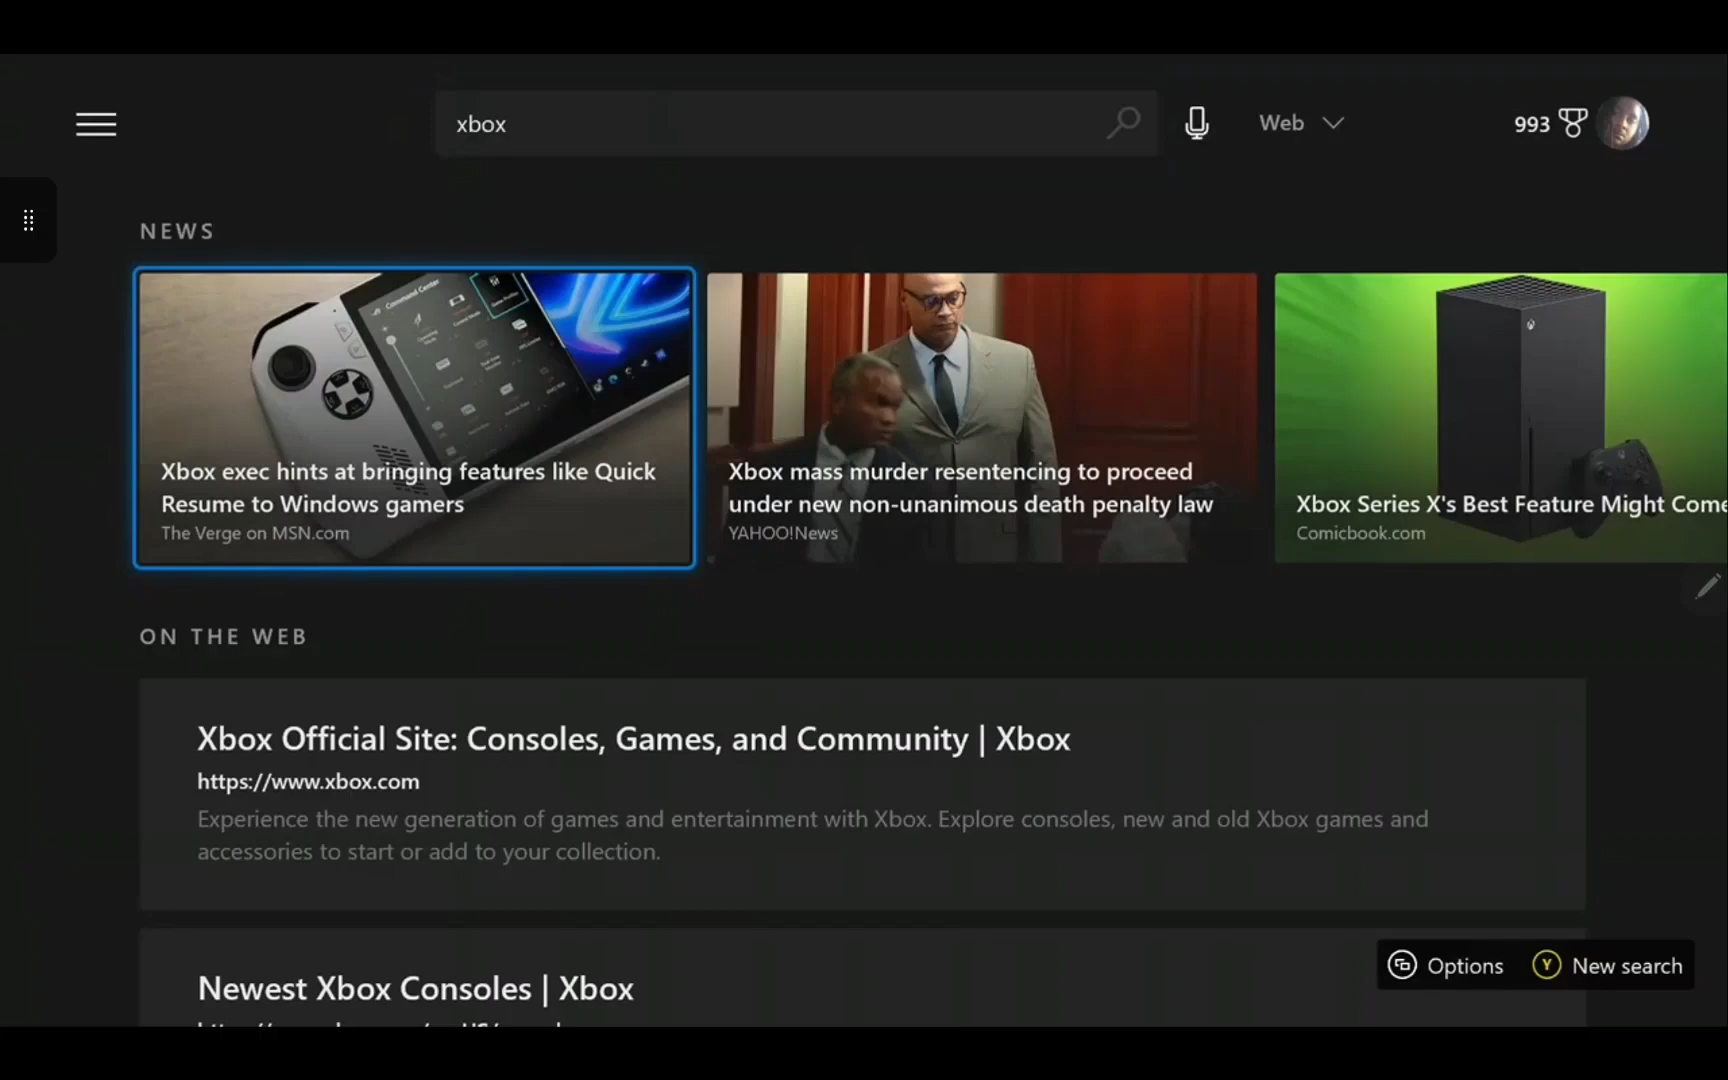 xbox
Web
993
NEWS
Command Center
Xbox exec hints at bringing features like Quick
Resume to Windows gamers
The Verge on MSN.com
Xbox mass murder resentencing to proceed
under new non-unanimous death penalty law
YAHOO!News
Xbox Series X's Best Feature Might Come
Comicbook.com
ON THE WEB
Xbox Official Site: Consoles, Games, and Community | Xbox
https://www.xbox.com
Experience the new generation of games and entertainment with Xbox. Explore consoles, new and old Xbox games and
accessories to start or add to your collection.
Options
Y New search
Newest Xbox Consoles | Xbox